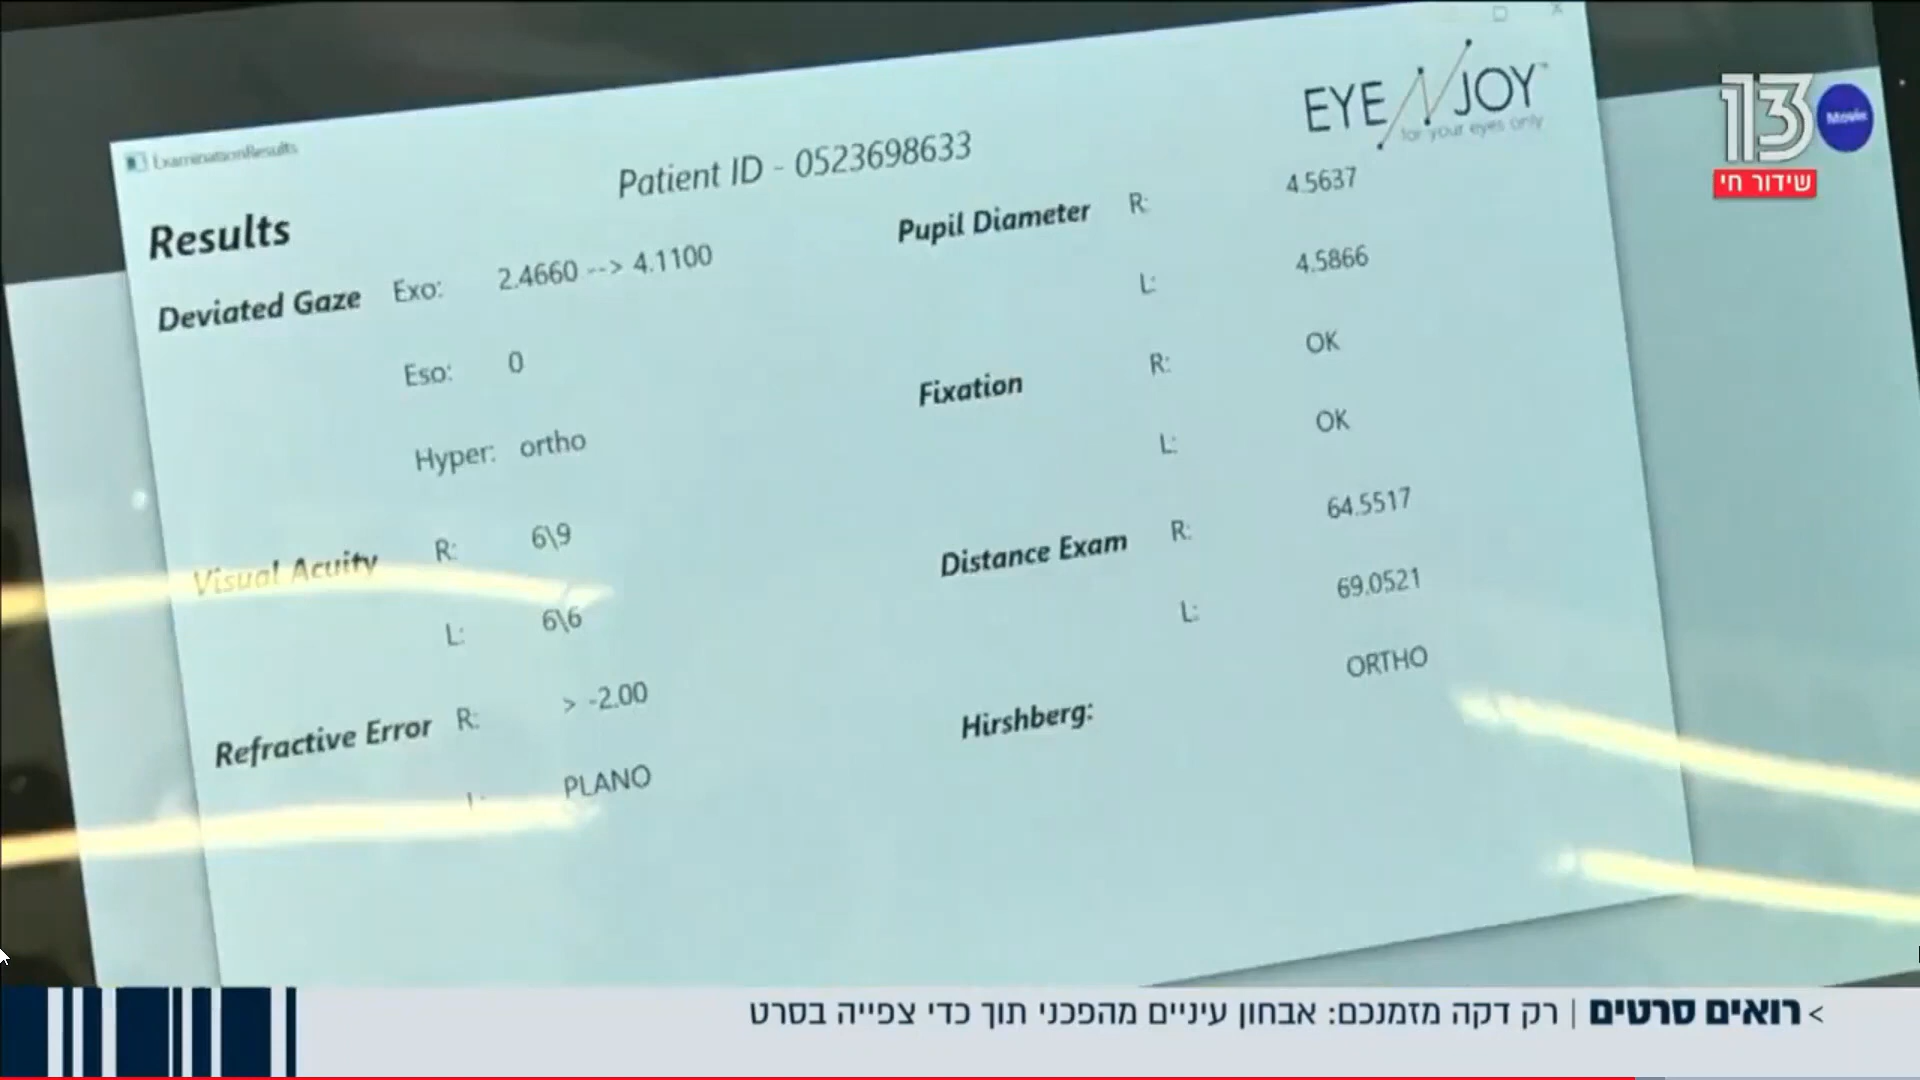 ExaminationResults
EYE N JOY™
for your eyes only
13
Movie
שידור חי
Patient ID - 0523698633
Results
Deviated Gaze Exo: 2.4660 --> 4.1100
Eso: 0
Hyper: ortho
Visual Acuity R: 6\9
L: 6\6
Refractive Error R: > -2.00
L: PLANO
Pupil Diameter R: 4.5637
L: 4.5866
Fixation R: OK
L: OK
Distance Exam R: 64.5517
L: 69.0521
Hirshberg: ORTHO
> רואים סרטים | רק דקה מזמנכם: אבחון עיניים מהפכני תוך כדי צפייה בסרט